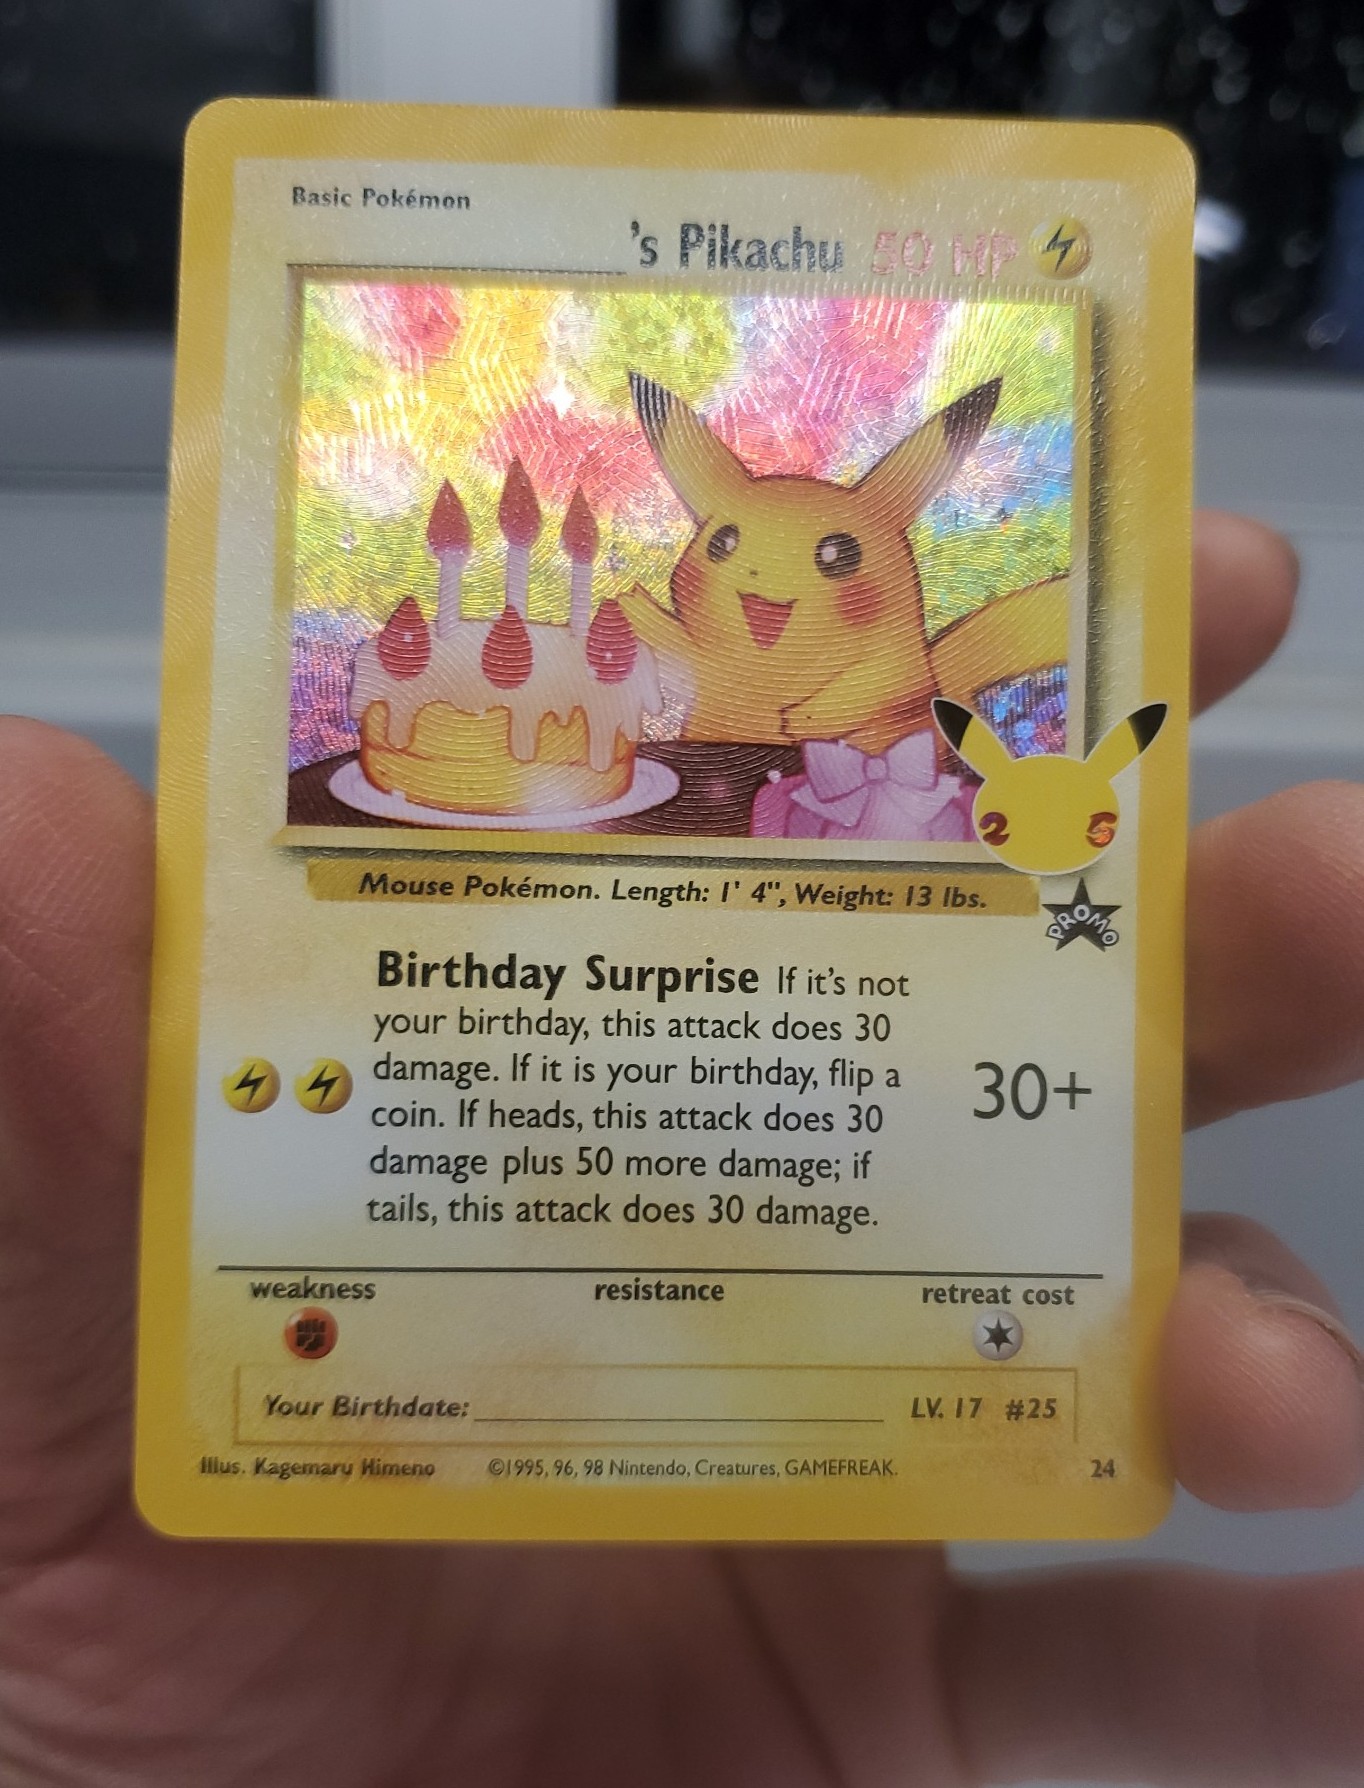 Basic Pokémon
's Pikachu 50 HP
25
Mouse Pokémon. Length: 1' 4", Weight: 13 lbs.
PROMO
Birthday Surprise If it's not
your birthday, this attack does 30
damage. If it is your birthday, flip a
coin. If heads, this attack does 30
damage plus 50 more damage; if
tails, this attack does 30 damage.
30+
weakness resistance retreat cost
Your Birthdate: LV. 17 #25
Illus. Kagemaru Himeno ©1995, 96, 98 Nintendo, Creatures, GAMEFREAK. 24